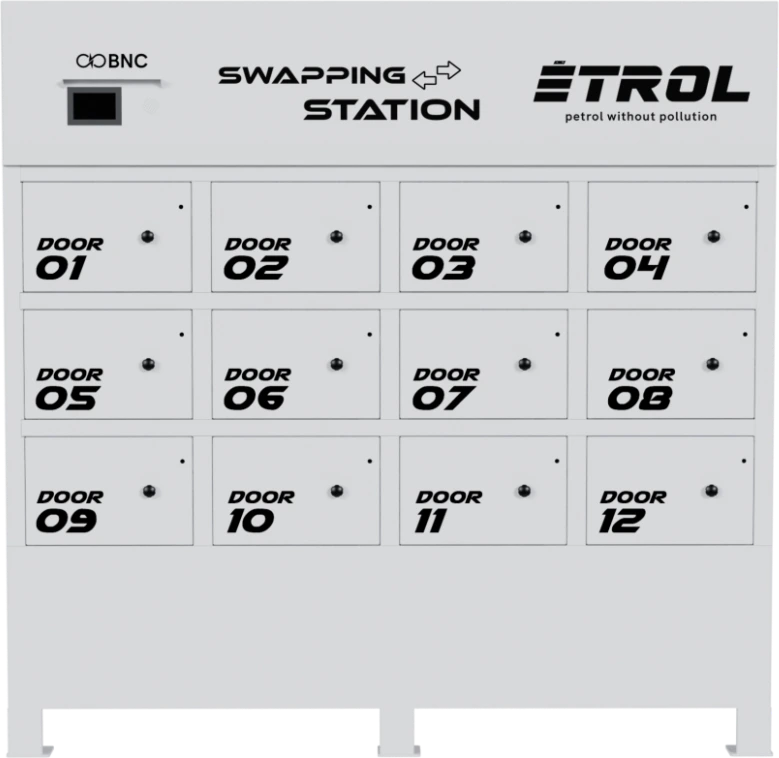 BNC
SWAPPING
STATION
ÉTROL
petrol without pollution
DOOR
01
DOOR
02
DOOR
03
DOOR
04
DOOR
05
DOOR
06
DOOR
07
DOOR
08
DOOR
09
DOOR
10
DOOR
11
DOOR
12